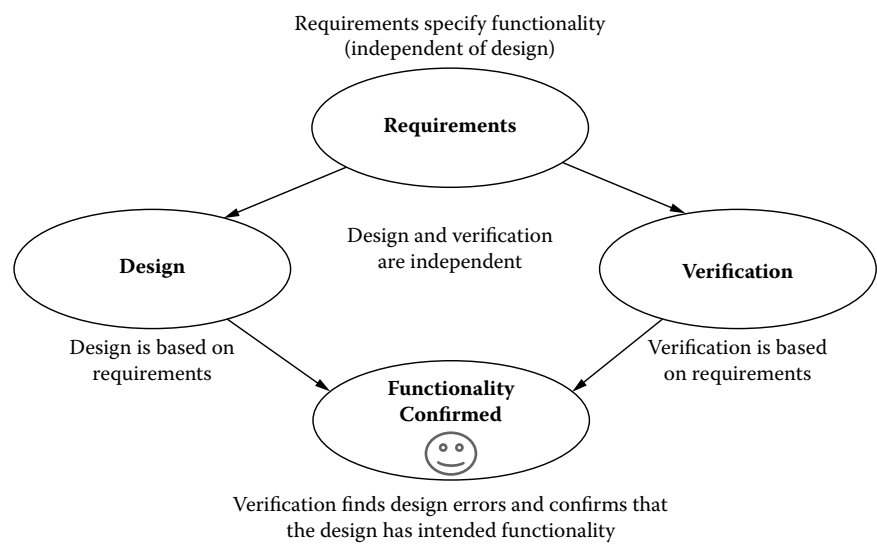 Requirements specify functionality
(independent of design)
Requirements
Design and verification
are independent
Design
Verification
Design is based on
requirements
Verification is based
on requirements
Functionality
Confirmed
Verification finds design errors and confirms that
the design has intended functionality